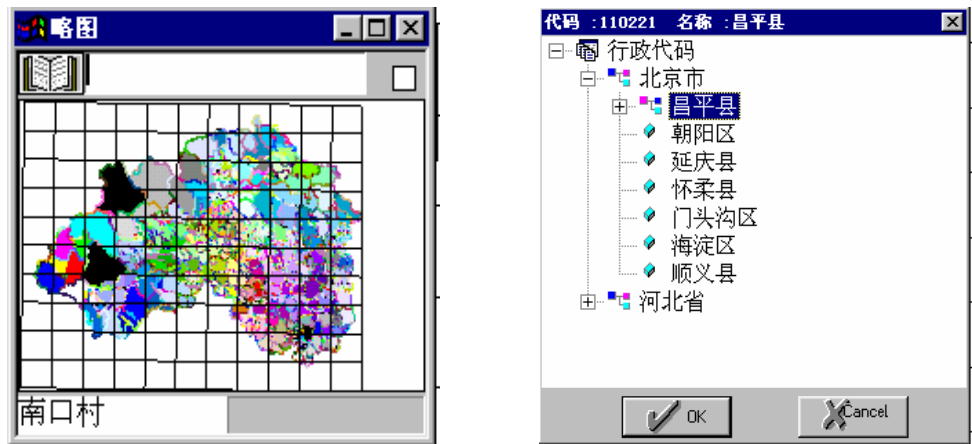 略图
南口村
代码 :110221 名称 :昌平县
行政代码
北京市
昌平县
朝阳区
延庆县
怀柔县
门头沟区
海淀区
顺义县
河北省
OK
Cancel